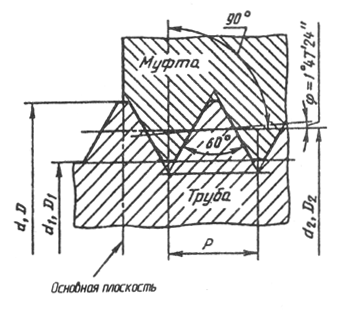 90°
Муфта
φ=1°47'24"
60°
Труба
d, D
d₁, D₁
d₂, D₂
P
Основная плоскость